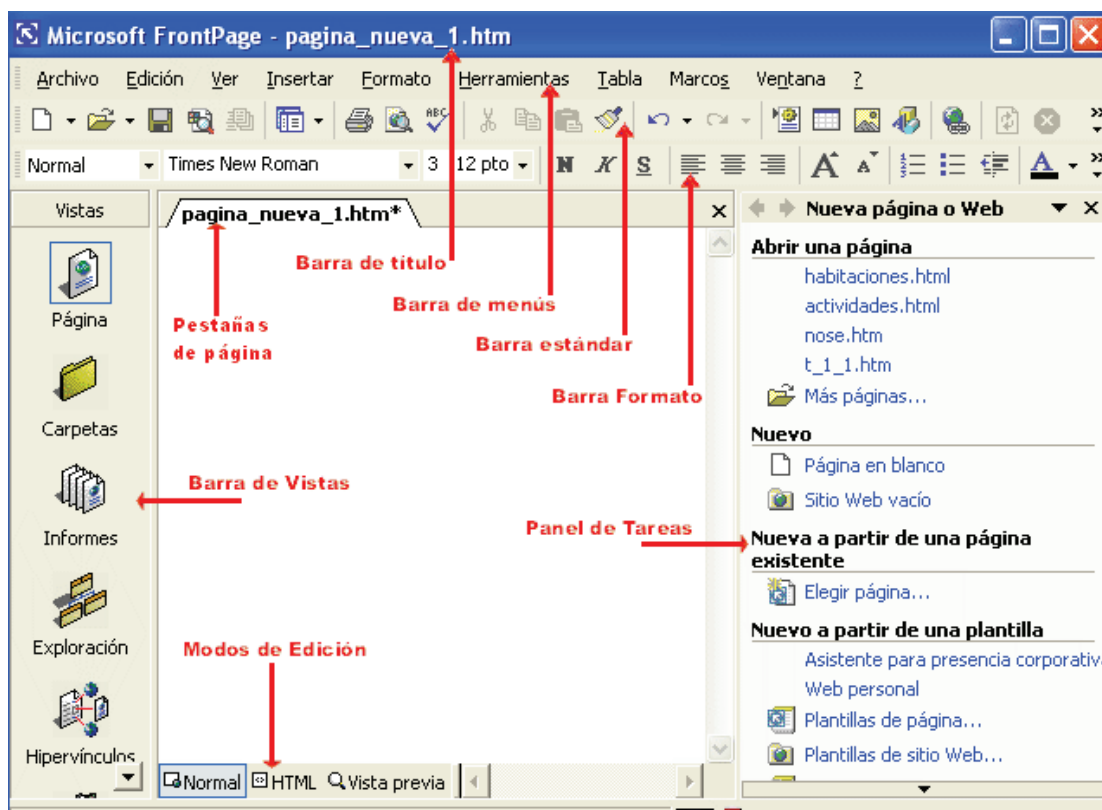 Microsoft FrontPage - pagina_nueva_1.htm
Archivo Edición Ver Insertar Formato Herramientas Tabla Marcos Ventana ?
ABC
Normal Times New Roman 3 12 pto N K S A A A
Vistas
pagina_nueva_1.htm*
Nueva página o Web
Página
Carpetas
Informes
Exploración
Hipervínculos
Barra de título
Barra de menús
Pestañas
de página
Barra estándar
Barra Formato
Barra de Vistas
Panel de Tareas
Modos de Edición
Normal HTML Vista previa
Abrir una página
habitaciones.html
actividades.html
nose.htm
t_1_1.htm
Más páginas...
Nuevo
Página en blanco
Sitio Web vacío
Nueva a partir de una página
existente
Elegir página...
Nuevo a partir de una plantilla
Asistente para presencia corporativ
Web personal
Plantillas de página...
Plantillas de sitio Web...